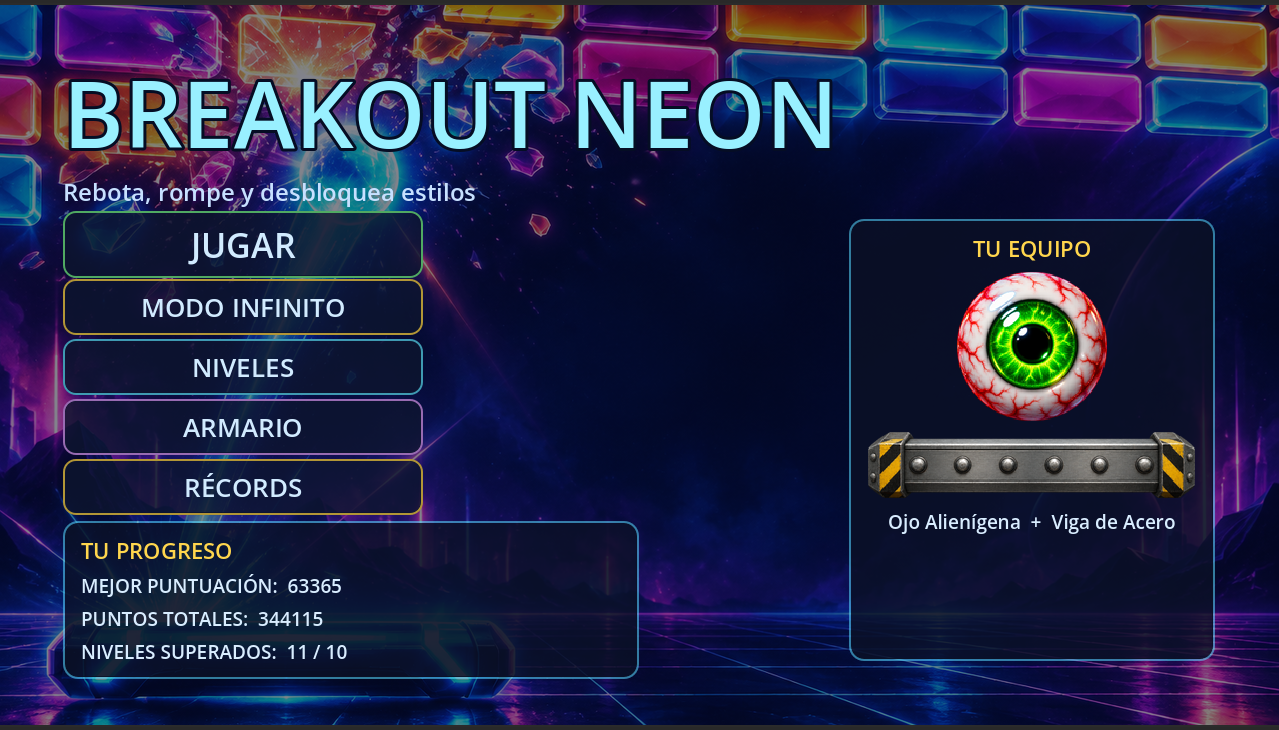 BREAKOUT NEON
Rebota, rompe y desbloquea estilos
JUGAR
MODO INFINITO
NIVELES
ARMARIO
RÉCORDS
TU PROGRESO
MEJOR PUNTUACIÓN: 63365
PUNTOS TOTALES: 344115
NIVELES SUPERADOS: 11 / 10
TU EQUIPO
Ojo Alienígena + Viga de Acero